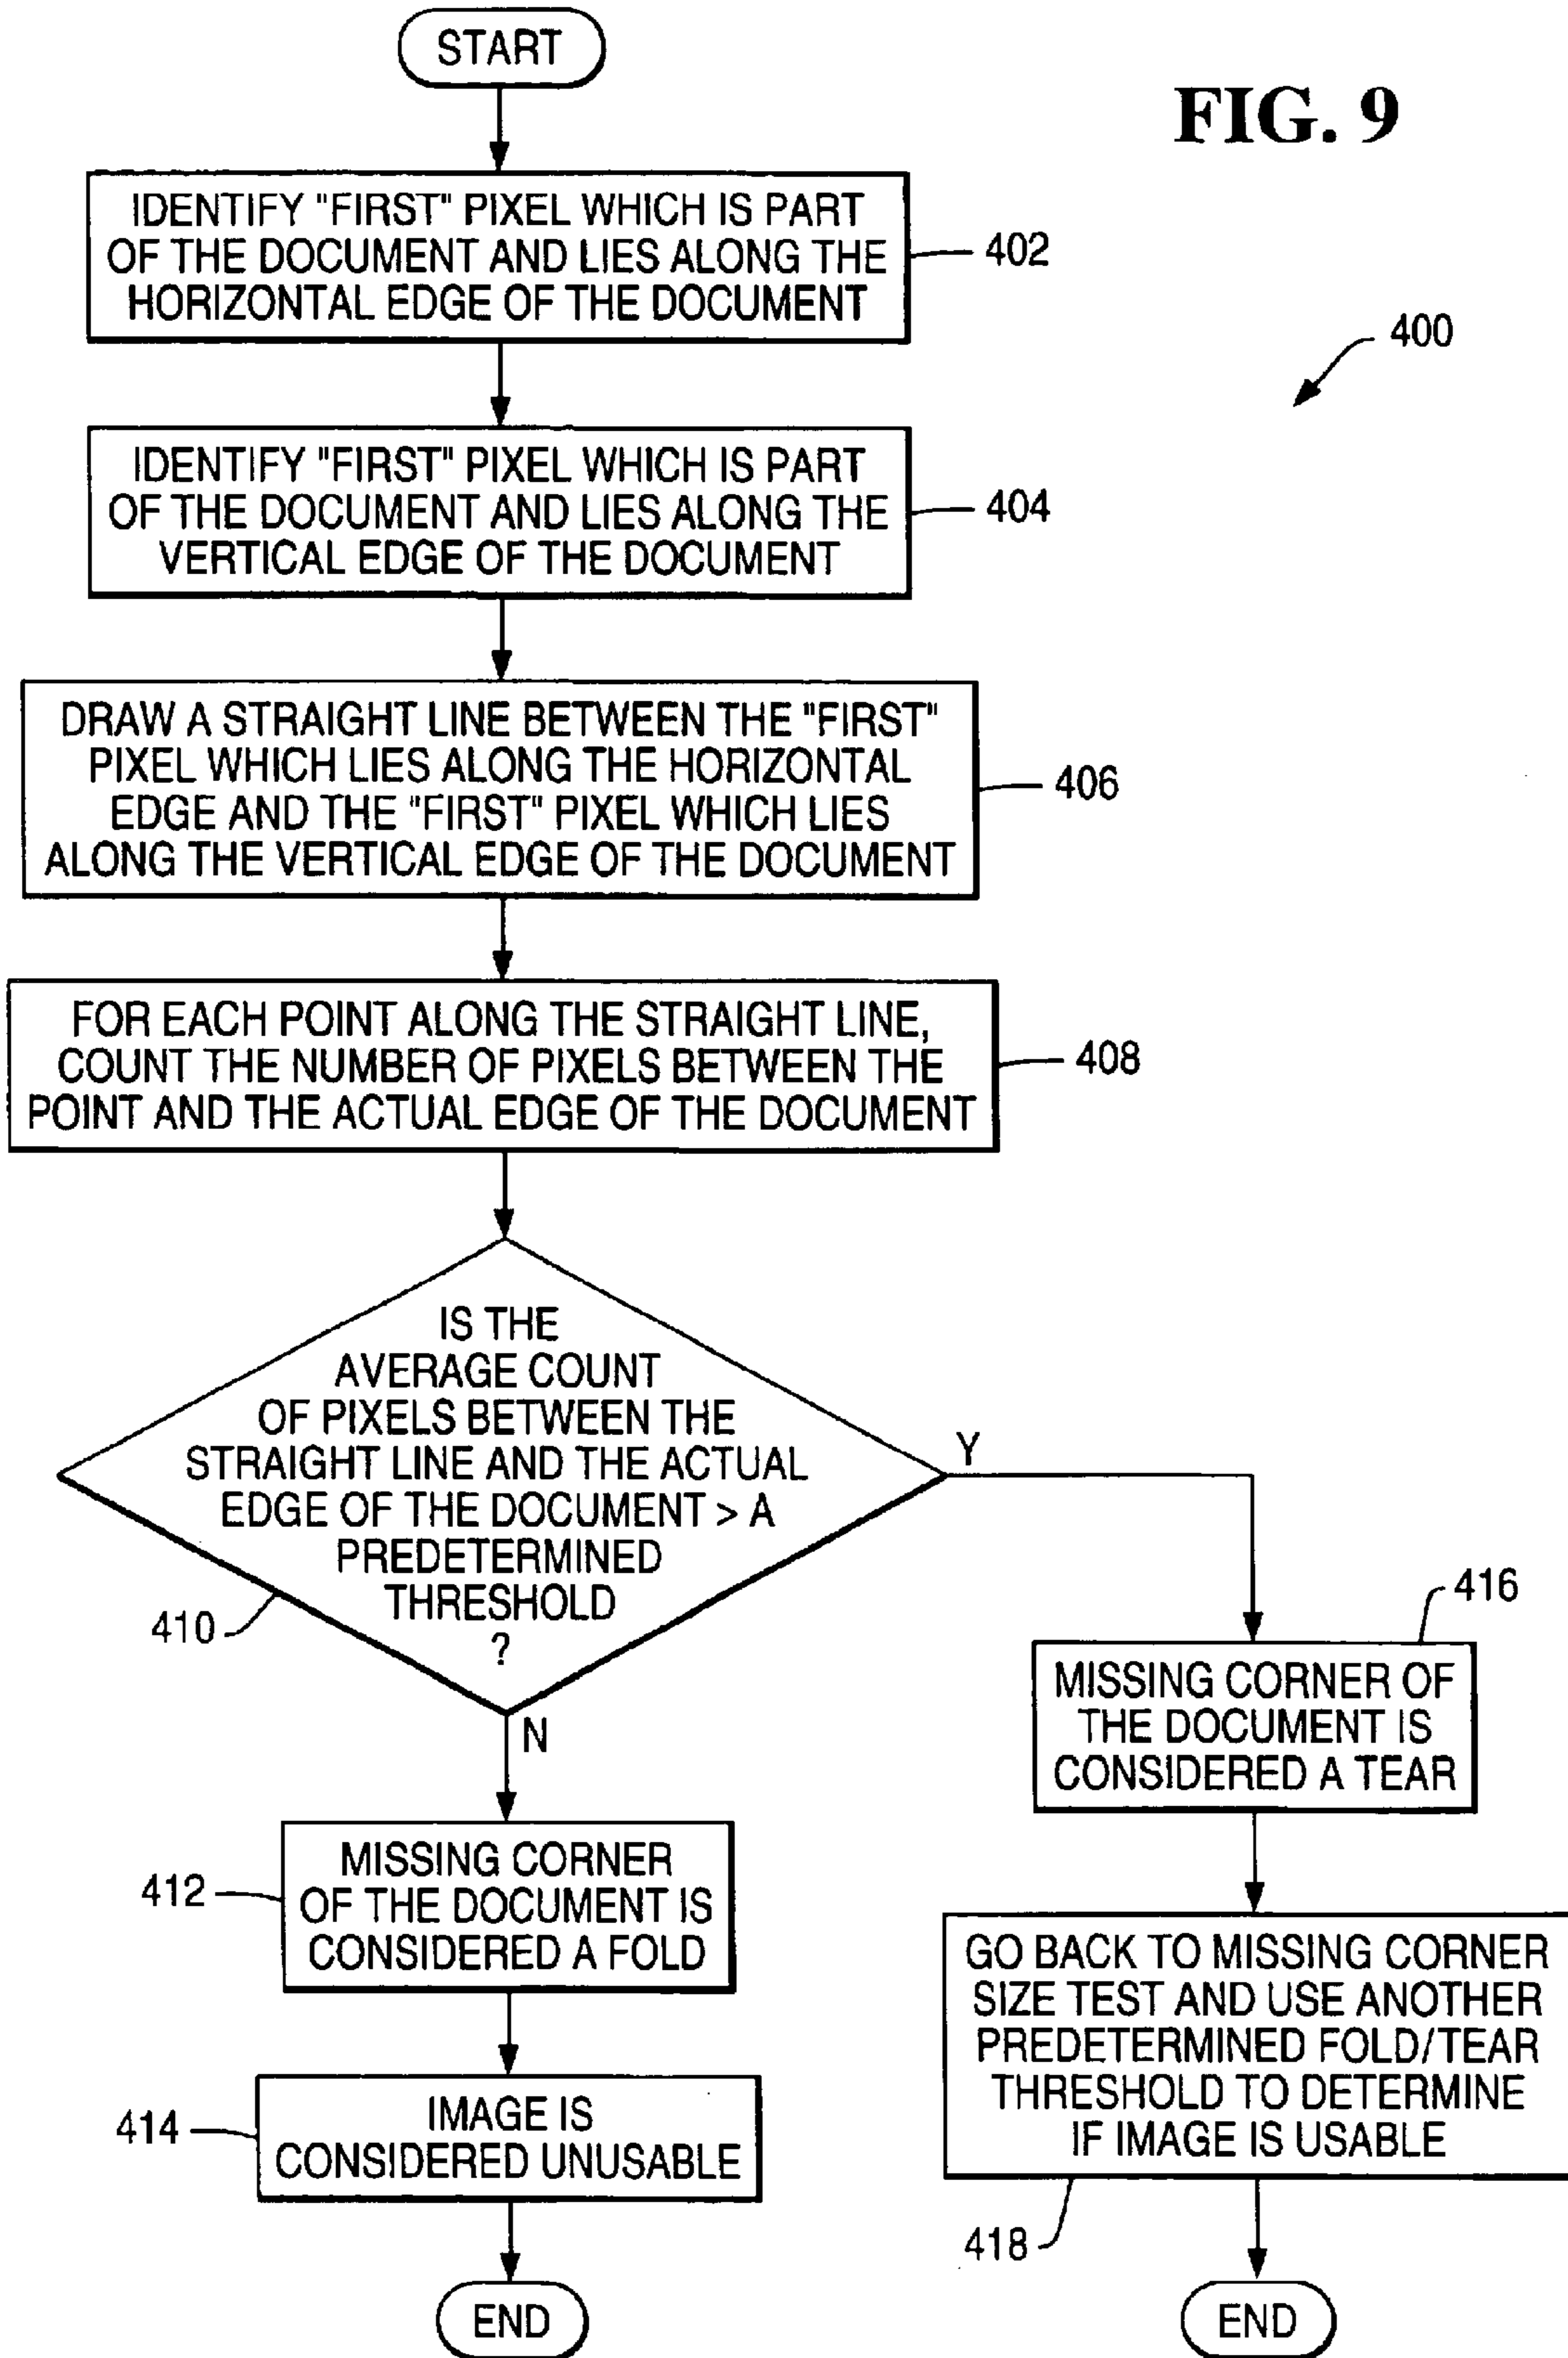 START
FIG. 9
IDENTIFY "FIRST" PIXEL WHICH IS PART
OF THE DOCUMENT AND LIES ALONG THE
HORIZONTAL EDGE OF THE DOCUMENT
402
400
IDENTIFY "FIRST" PIXEL WHICH IS PART
OF THE DOCUMENT AND LIES ALONG THE
VERTICAL EDGE OF THE DOCUMENT
404
DRAW A STRAIGHT LINE BETWEEN THE "FIRST"
PIXEL WHICH LIES ALONG THE HORIZONTAL
EDGE AND THE "FIRST" PIXEL WHICH LIES
ALONG THE VERTICAL EDGE OF THE DOCUMENT
406
FOR EACH POINT ALONG THE STRAIGHT LINE,
COUNT THE NUMBER OF PIXELS BETWEEN THE
POINT AND THE ACTUAL EDGE OF THE DOCUMENT
408
IS THE
AVERAGE COUNT
OF PIXELS BETWEEN THE
STRAIGHT LINE AND THE ACTUAL
EDGE OF THE DOCUMENT > A
PREDETERMINED
THRESHOLD
?
410
Y
N
416
MISSING CORNER OF
THE DOCUMENT IS
CONSIDERED A TEAR
412
MISSING CORNER
OF THE DOCUMENT IS
CONSIDERED A FOLD
GO BACK TO MISSING CORNER
SIZE TEST AND USE ANOTHER
PREDETERMINED FOLD/TEAR
THRESHOLD TO DETERMINE
IF IMAGE IS USABLE
418
414
IMAGE IS
CONSIDERED UNUSABLE
END
END